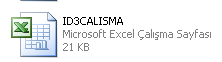 ID3CALISMA
Microsoft Excel Çalışma Sayfası
21 KB